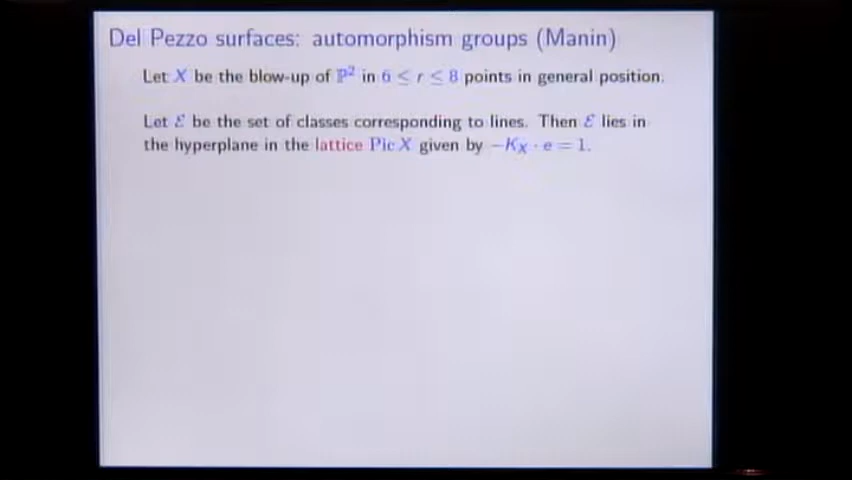 Del Pezzo surfaces: automorphism groups (Manin)
Let X be the blow-up of ℙ² in 6 ≤ r ≤ 8 points in general position.
Let ℰ be the set of classes corresponding to lines. Then ℰ lies in
the hyperplane in the lattice Pic X given by −K_X · e = 1.